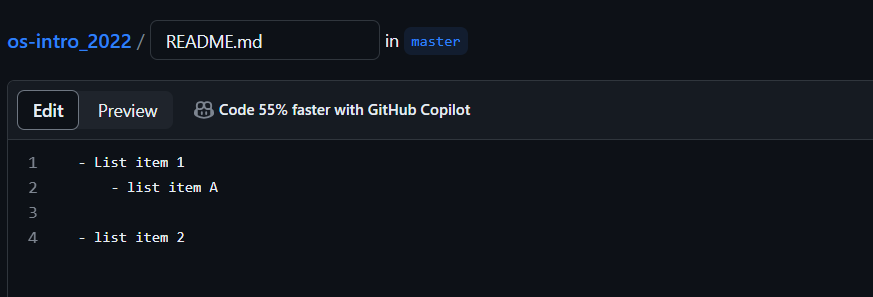 os-intro_2022 / README.md in master
Edit Preview Code 55% faster with GitHub Copilot
1 - List item 1
2 - list item A
3
4 - list item 2